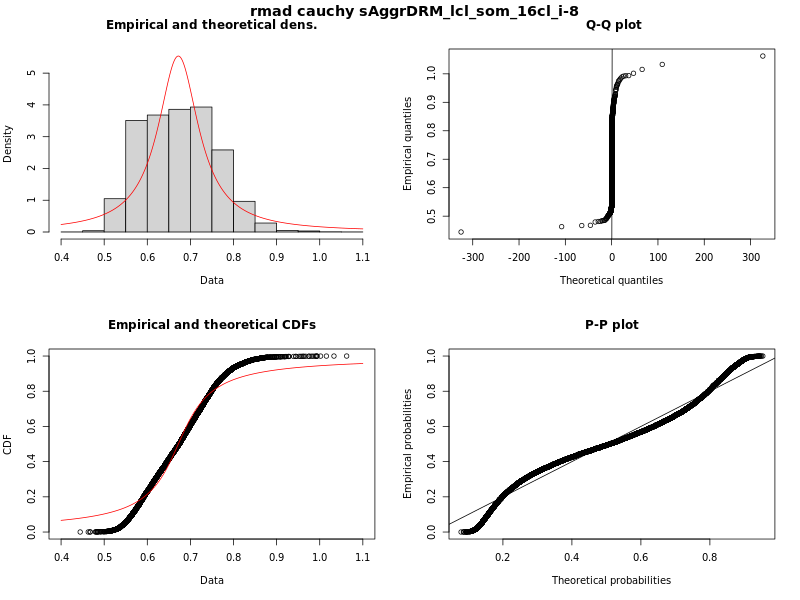 rmad cauchy sAggrDRM_lcl_som_16cl_i-8
Empirical and theoretical dens.
Density
0 1 2 3 4 5
0.4 0.5 0.6 0.7 0.8 0.9 1.0 1.1
Data
Q-Q plot
Empirical quantiles
0.5 0.6 0.7 0.8 0.9 1.0
-300 -200 -100 0 100 200 300
Theoretical quantiles
Empirical and theoretical CDFs
CDF
0.0 0.2 0.4 0.6 0.8 1.0
0.4 0.5 0.6 0.7 0.8 0.9 1.0 1.1
Data
P-P plot
Empirical probabilities
0.0 0.2 0.4 0.6 0.8 1.0
0.2 0.4 0.6 0.8
Theoretical probabilities